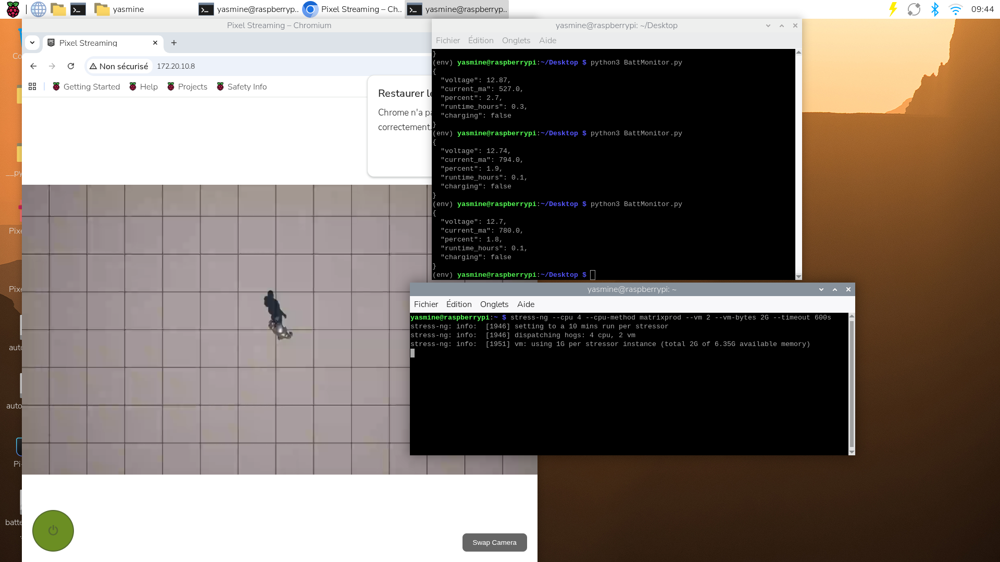 yasmine
yasmine@raspberryp..
Pixel Streaming – Ch..
yasmine@raspberryp..
09:44
Pixel Streaming – Chromium
Pixel Streaming
Non sécurisé
172.20.10.8
Getting Started
Help
Projects
Safety Info
Restaurer le
Chrome n'a pa
correctement.
Co
__py
Pixe
Pixe
auto
auto
Pi-
batte
Swap Camera
yasmine@raspberrypi: ~/Desktop
Fichier Édition Onglets Aide
}
(env) yasmine@raspberrypi:~/Desktop $ python3 BattMonitor.py
{
"voltage": 12.87,
"current_ma": 527.0,
"percent": 2.7,
"runtime_hours": 0.3,
"charging": false
}
(env) yasmine@raspberrypi:~/Desktop $ python3 BattMonitor.py
{
"voltage": 12.74,
"current_ma": 794.0,
"percent": 1.9,
"runtime_hours": 0.1,
"charging": false
}
(env) yasmine@raspberrypi:~/Desktop $ python3 BattMonitor.py
{
"voltage": 12.7,
"current_ma": 780.0,
"percent": 1.8,
"runtime_hours": 0.1,
"charging": false
}
(env) yasmine@raspberrypi:~/Desktop $
yasmine@raspberrypi: ~
Fichier Édition Onglets Aide
yasmine@raspberrypi:~ $ stress-ng --cpu 4 --cpu-method matrixprod --vm 2 --vm-bytes 2G --timeout 600s
stress-ng: info:  [1946] setting to a 10 mins run per stressor
stress-ng: info:  [1946] dispatching hogs: 4 cpu, 2 vm
stress-ng: info:  [1951] vm: using 1G per stressor instance (total 2G of 6.35G available memory)